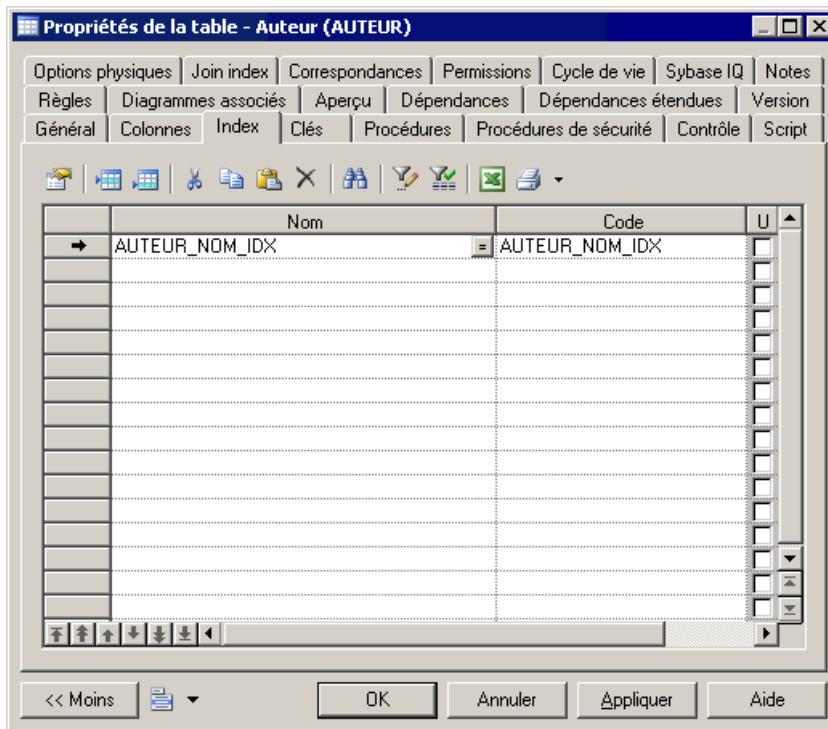 Propriétés de la table - Auteur (AUTEUR)
Options physiques Join index Correspondances Permissions Cycle de vie Sybase IQ Notes
Règles Diagrammes associés Aperçu Dépendances Dépendances étendues Version
Général Colonnes Index Clés Procédures Procédures de sécurité Contrôle Script
Nom Code U
AUTEUR_NOM_IDX = AUTEUR_NOM_IDX
<< Moins OK Annuler Appliquer Aide